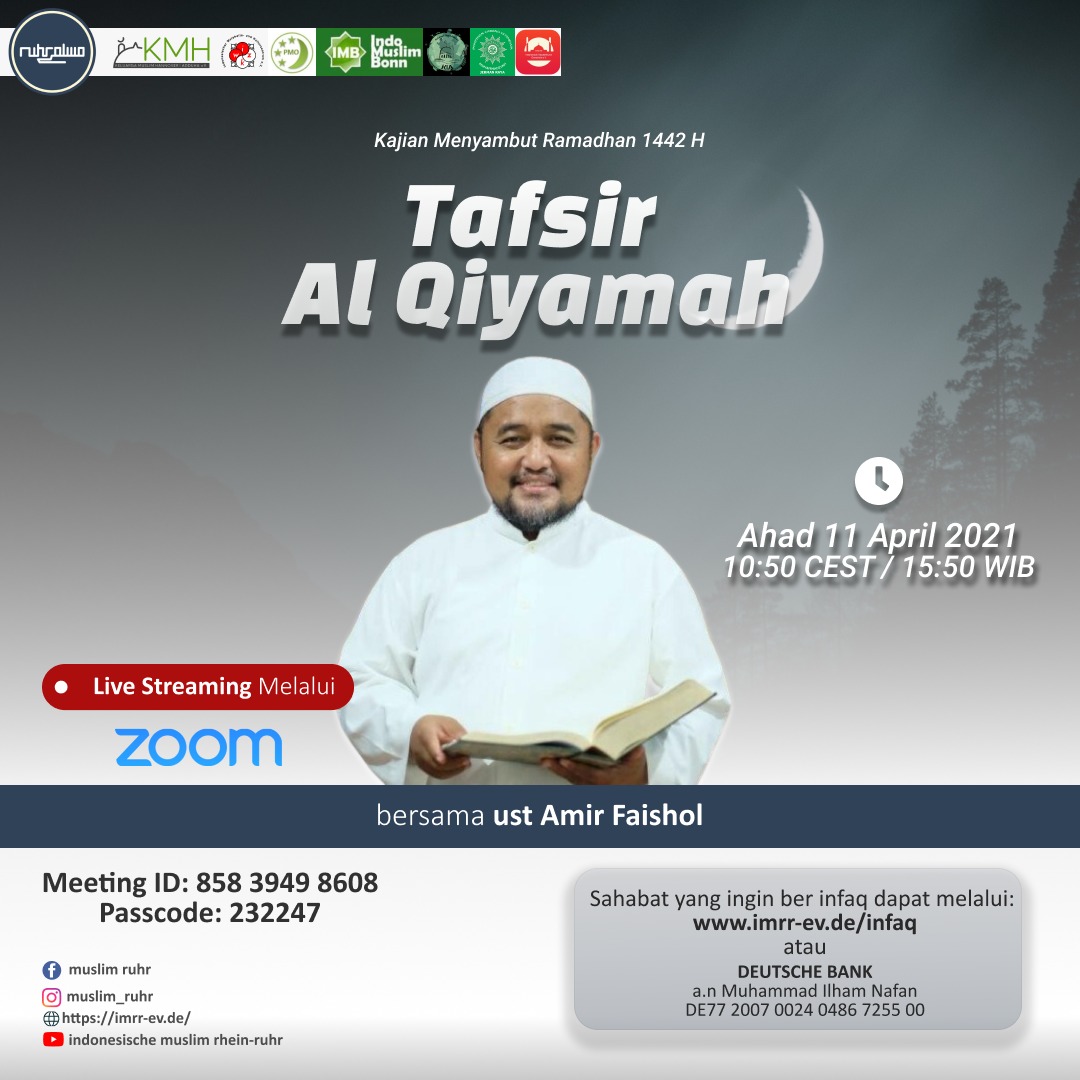 KMH
PMO
IMB
Indo
Muslim
Bonn
Kajian Menyambut Ramadhan 1442 H
Tafsir
Al Qiyamah
Ahad 11 April 2021
10:50 CEST / 15:50 WIB
Live Streaming Melalui
zoom
bersama ust Amir Faishol
Meeting ID: 858 3949 8608
Passcode: 232247
muslim ruhr
muslim_ruhr
https://imrr-ev.de/
indonesische muslim rhein-ruhr
Sahabat yang ingin ber infaq dapat melalui:
www.imrr-ev.de/infaq
atau
DEUTSCHE BANK
a.n Muhammad Ilham Nafan
DE77 2007 0024 0486 7255 00